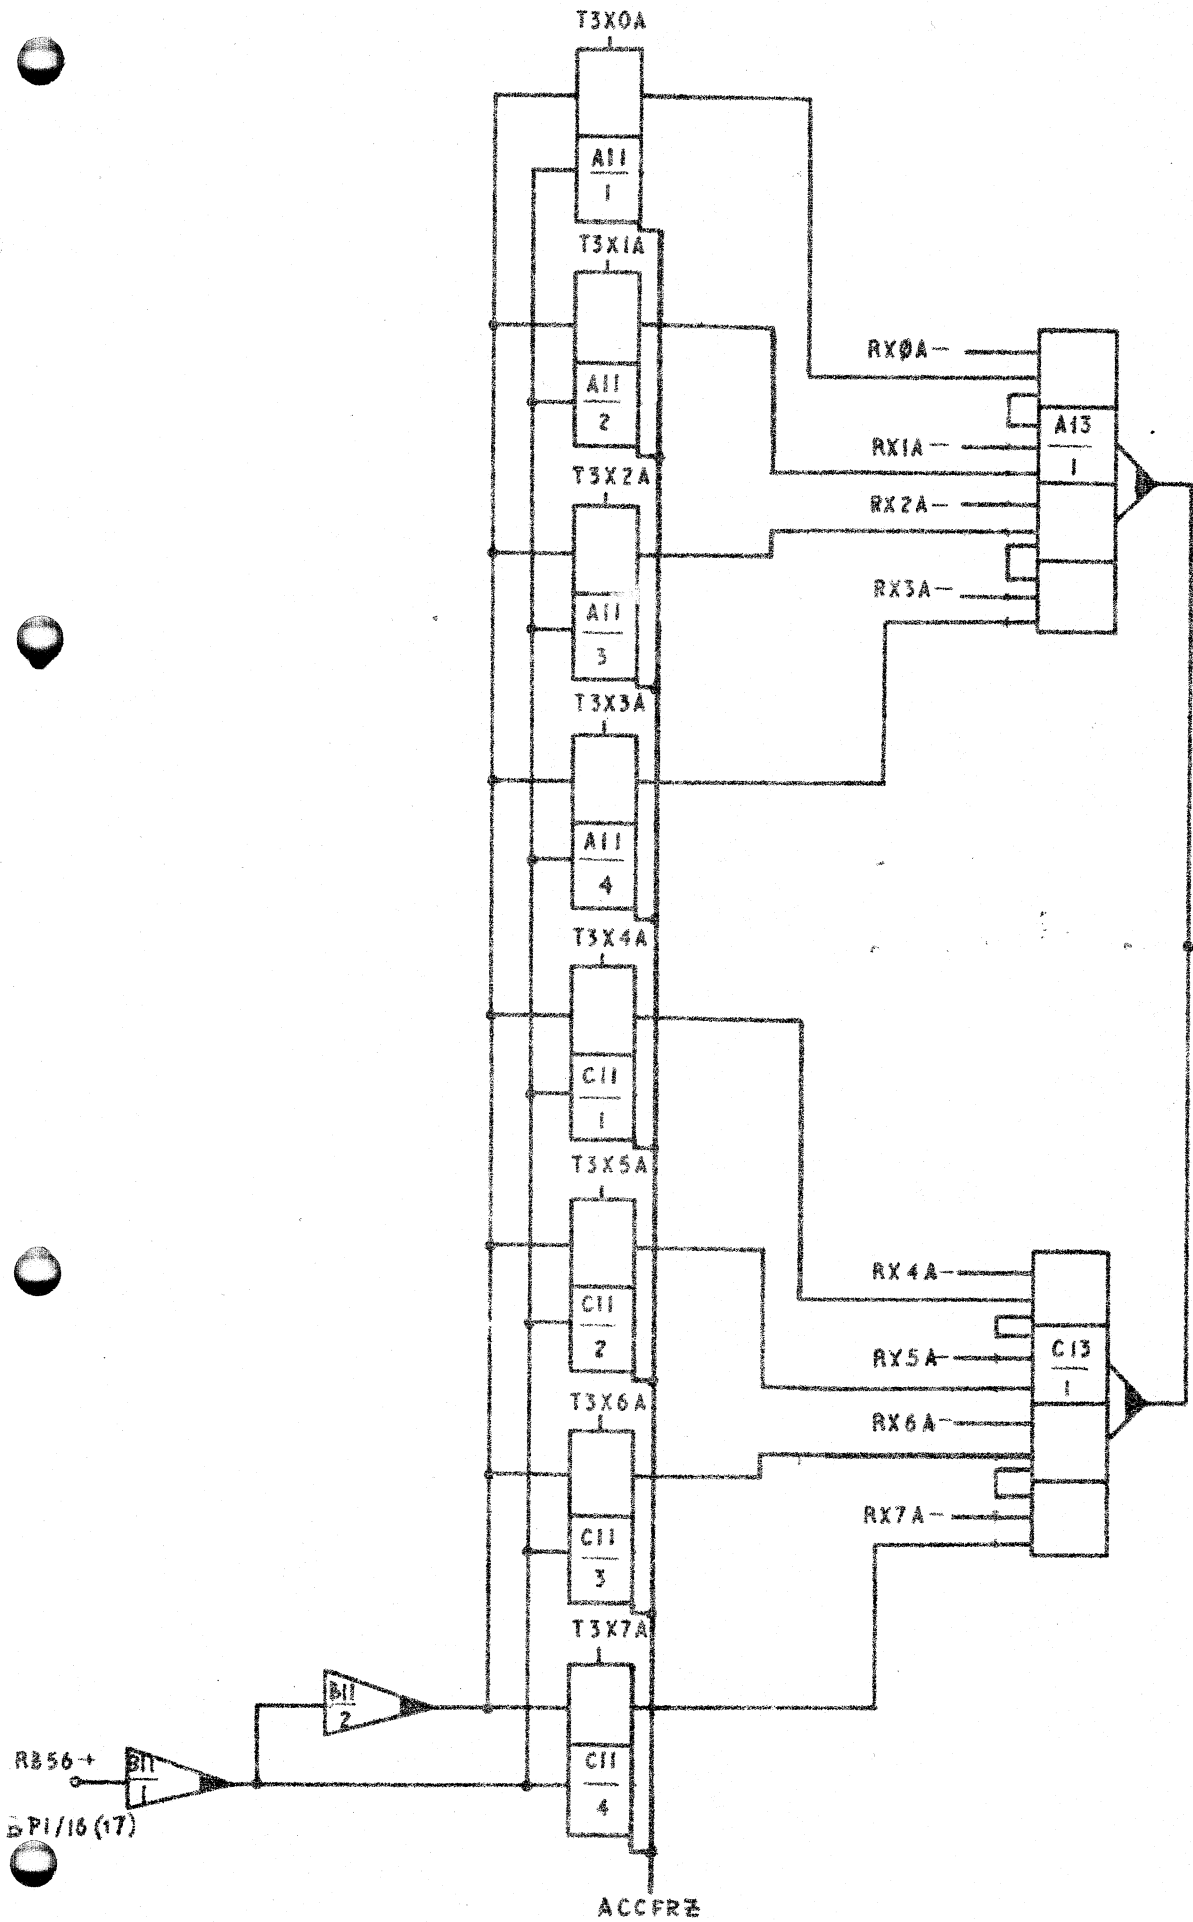 T3X0A
A11
1
T3X1A
A11
2
T3X2A
A11
3
T3X3A
A11
4
T3X4A
C11
1
T3X5A
C11
2
T3X6A
C11
3
T3X7A
C11
4
ACCFRZ
RXØA-
RX1A-
RX2A-
RX3A-
A13
1
RX4A-
RX5A-
RX6A-
RX7A-
C13
1
B11
2
RB56+
B11
1
P1/16(17)